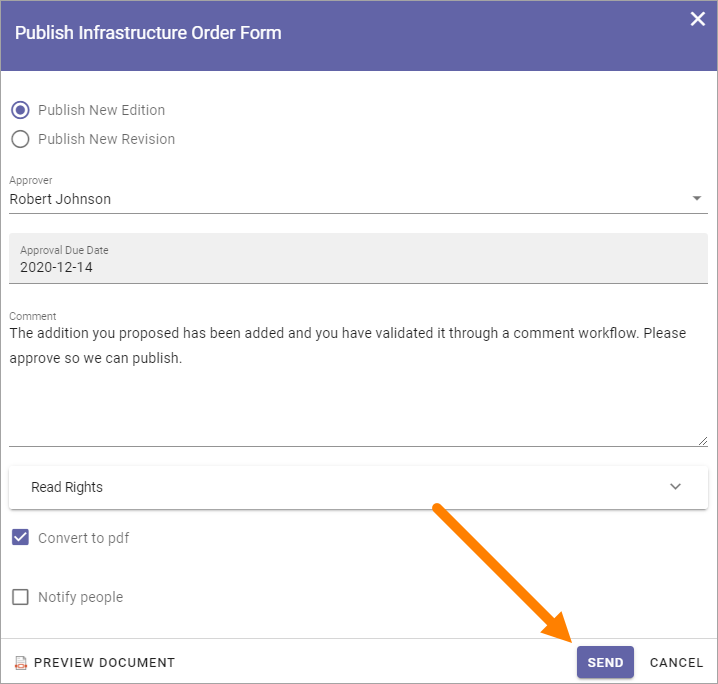 Publish Infrastructure Order Form
Publish New Edition
Publish New Revision
Approver
Robert Johnson
Approval Due Date
2020-12-14
Comment
The addition you proposed has been added and you have validated it through a comment workflow. Please
approve so we can publish.
Read Rights
Convert to pdf
Notify people
PREVIEW DOCUMENT
SEND
CANCEL